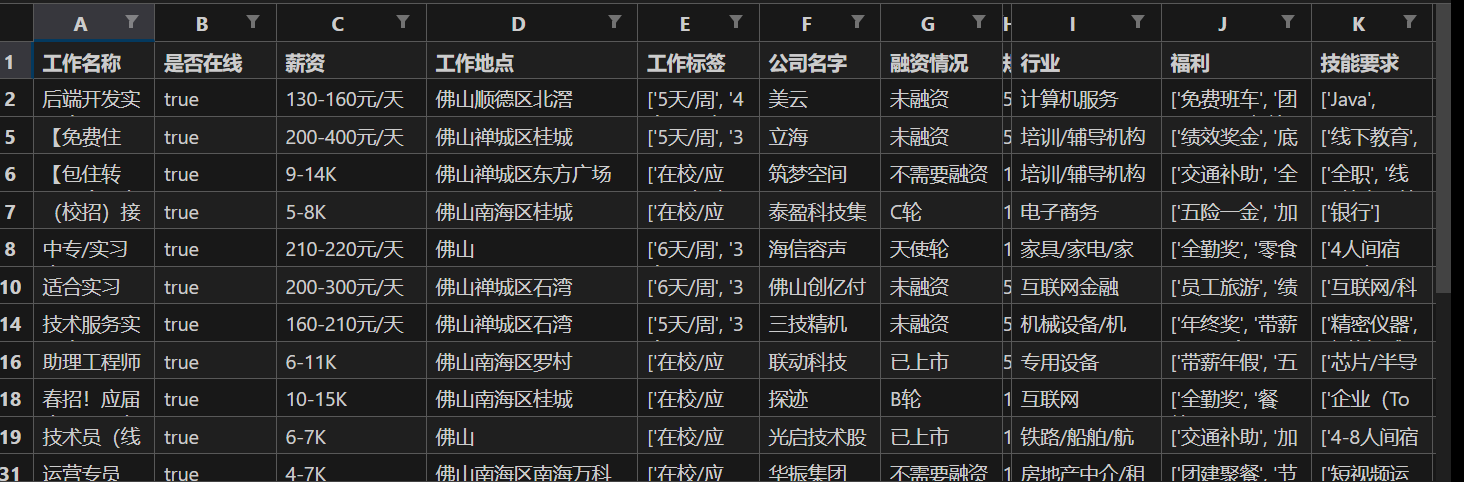 A B C D E F G H I J K
1 工作名称 是否在线 薪资 工作地点 工作标签 公司名字 融资情况 行业 福利 技能要求
2 后端开发实 true 130-160元/天 佛山顺德区北滘 ['5天/周', '4 美云 未融资 5 计算机服务 ['免费班车', '团 ['Java',
5 【免费住 true 200-400元/天 佛山禅城区桂城 ['5天/周', '3 立海 未融资 5 培训/辅导机构 ['绩效奖金', '底 ['线下教育',
6 【包住转 true 9-14K 佛山禅城区东方广场 ['在校/应 筑梦空间 不需要融资 1 培训/辅导机构 ['交通补助', '全 ['全职', '线
7 （校招）接 true 5-8K 佛山南海区桂城 ['在校/应 泰盈科技集 C轮 1 电子商务 ['五险一金', '加 ['银行']
8 中专/实习 true 210-220元/天 佛山 ['6天/周', '3 海信容声 天使轮 1 家具/家电/家 ['全勤奖', '零食 ['4人间宿
10 适合实习 true 200-300元/天 佛山禅城区石湾 ['6天/周', '3 佛山创亿付 未融资 5 互联网金融 ['员工旅游', '绩 ['互联网/科
14 技术服务实 true 160-210元/天 佛山禅城区石湾 ['5天/周', '3 三技精机 未融资 5 机械设备/机 ['年终奖', '带薪 ['精密仪器',
16 助理工程师 true 6-11K 佛山南海区罗村 ['在校/应 联动科技 已上市 5 专用设备 ['带薪年假', '五 ['芯片/半导
18 春招！应届 true 10-15K 佛山南海区桂城 ['在校/应 探迹 B轮 1 互联网 ['全勤奖', '餐 ['企业（To
19 技术员（线 true 6-7K 佛山 ['在校/应 光启技术股 已上市 1 铁路/船舶/航 ['交通补助', '加 ['4-8人间宿
31 运营专员 true 4-7K 佛山南海区南海万科 ['在校/应 华振集团 不需要融资 1 房地产中介/租 ['团建聚餐', '节 ['短视频运